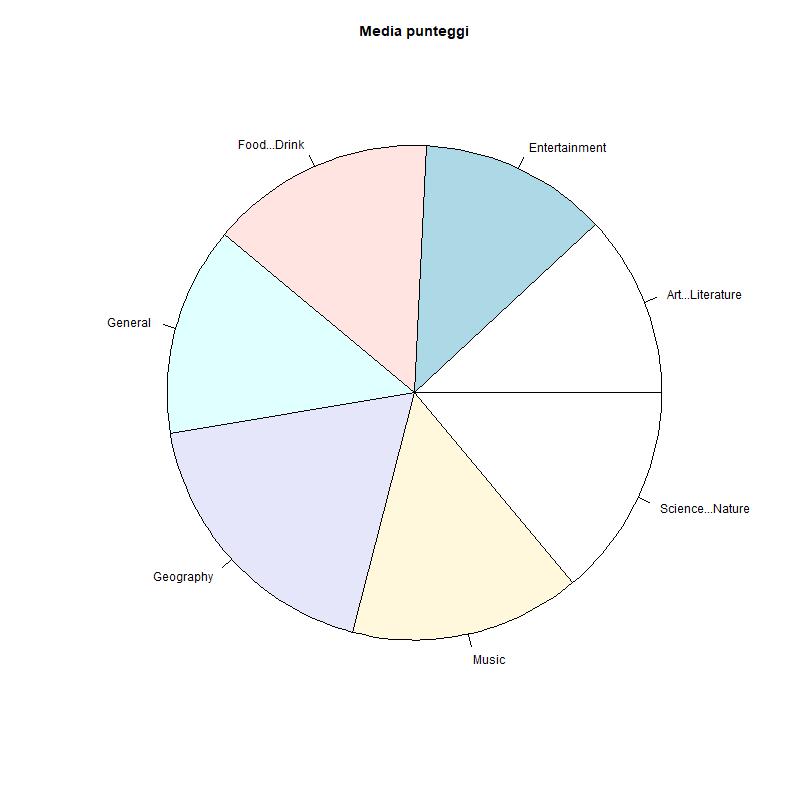 Media punteggi
Food...Drink
Entertainment
General
Art...Literature
Geography
Science...Nature
Music